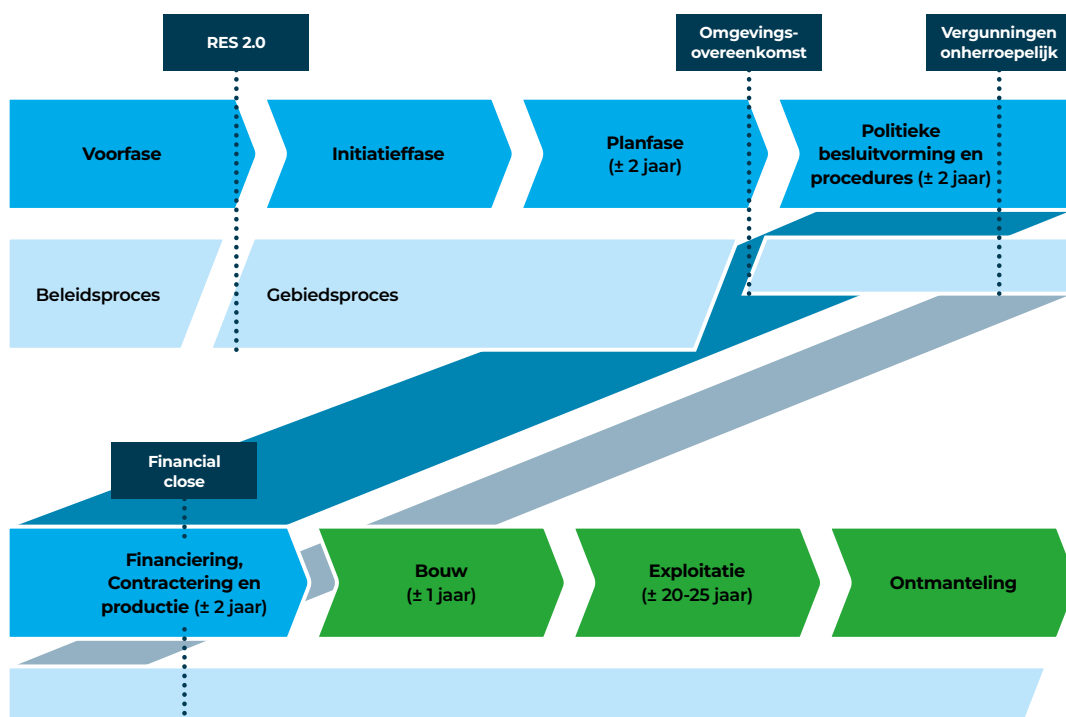 RES 2.0
Omgevings-
overeenkomst
Vergunningen
onherroepelijk
Voorfase
Initiatieffase
Planfase
(± 2 jaar)
Politieke
besluitvorming en
procedures (± 2 jaar)
Beleidsproces
Gebiedsproces
Financial
close
Financiering,
Contractering en
productie (± 2 jaar)
Bouw
(± 1 jaar)
Exploitatie
(± 20-25 jaar)
Ontmanteling